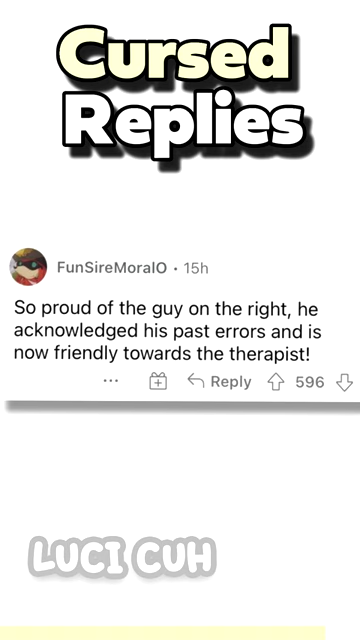 Cursed
Replies
FunSireMoralO • 15h
So proud of the guy on the right, he
acknowledged his past errors and is
now friendly towards the therapist!
... Reply 596
LUCI CUH